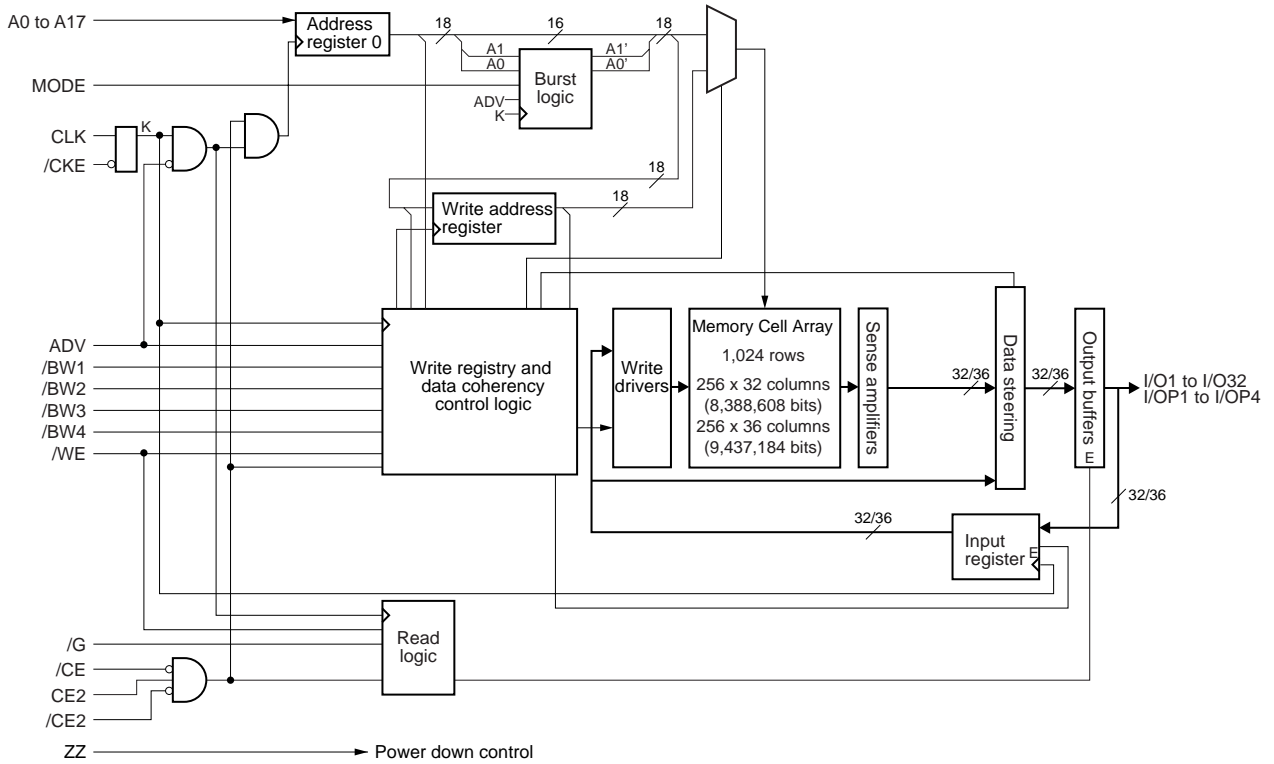 A0 to A17
Address
register 0
18
16
18
A1
A0
A1’
A0’
Burst
logic
ADV
K
MODE
CLK
K
/CKE
18
18
Write address
register
ADV
/BW1
/BW2
/BW3
/BW4
/WE
Write registry and
data coherency
control logic
Write
drivers
Memory Cell Array
1,024 rows
256 x 32 columns
(8,388,608 bits)
256 x 36 columns
(9,437,184 bits)
Sense amplifiers
32/36
Data steering
32/36
Output buffers
E
I/O1 to I/O32
I/OP1 to I/OP4
32/36
32/36
Input
register
E
Read
logic
/G
/CE
CE2
/CE2
ZZ
Power down control